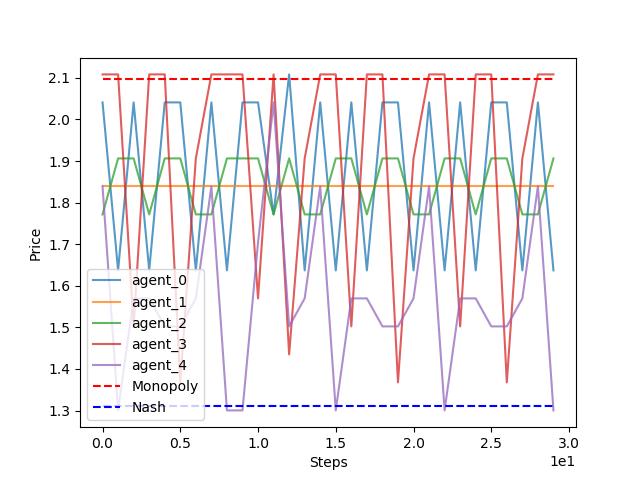 2.1
2.0
1.9
1.8
1.7
1.6
1.5
1.4
1.3
Price
agent_0
agent_1
agent_2
agent_3
agent_4
Monopoly
Nash
0.0 0.5 1.0 1.5 2.0 2.5 3.0
Steps
1e1